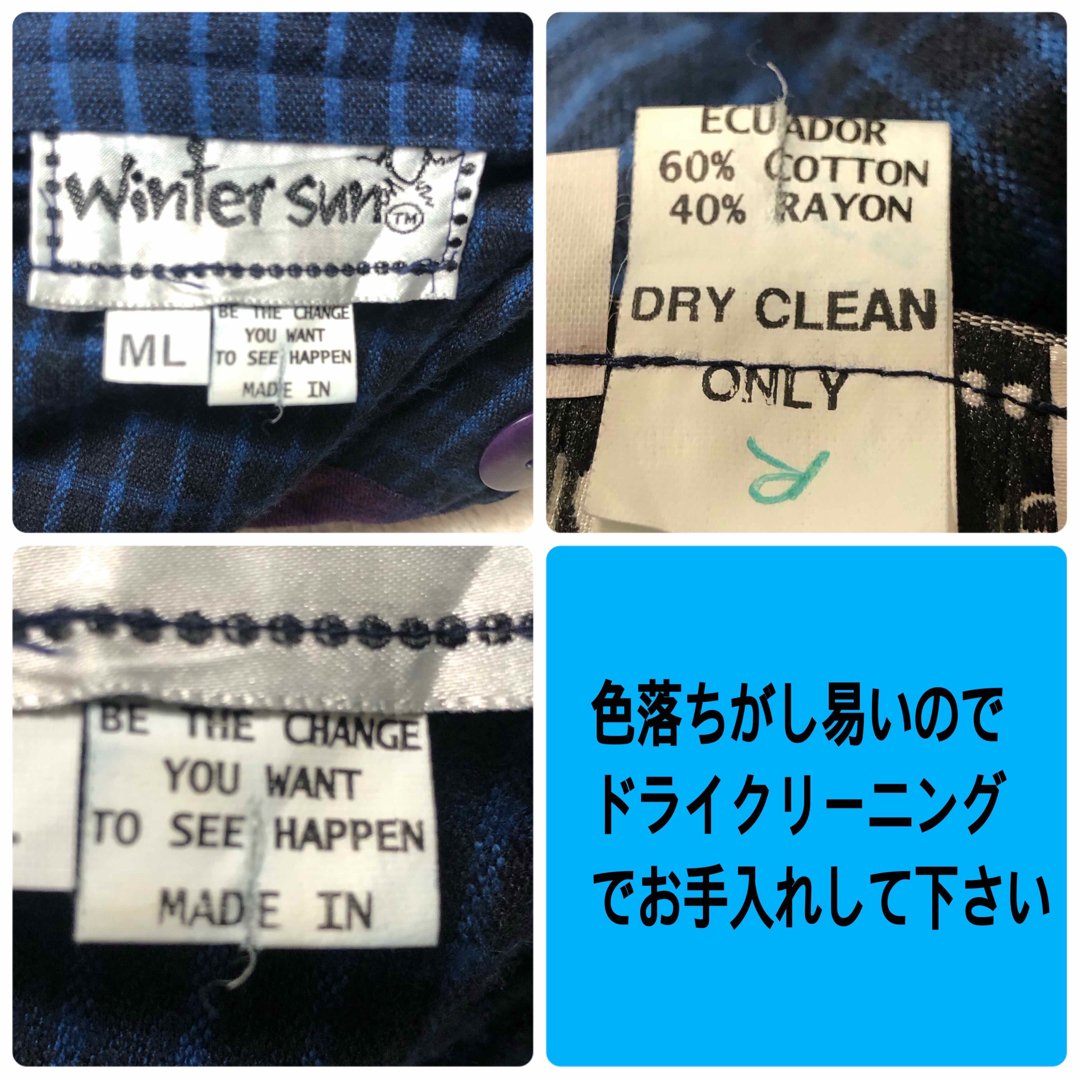 Winter sun
TM
ML
BE THE CHANGE
YOU WANT
TO SEE HAPPEN
MADE IN
ECUADOR
60% COTTON
40% RAYON
DRY CLEAN
ONLY
R
BE THE CHANGE
YOU WANT
TO SEE HAPPEN
MADE IN
色落ちがし易いので
ドライクリーニング
でお手入れして下さい